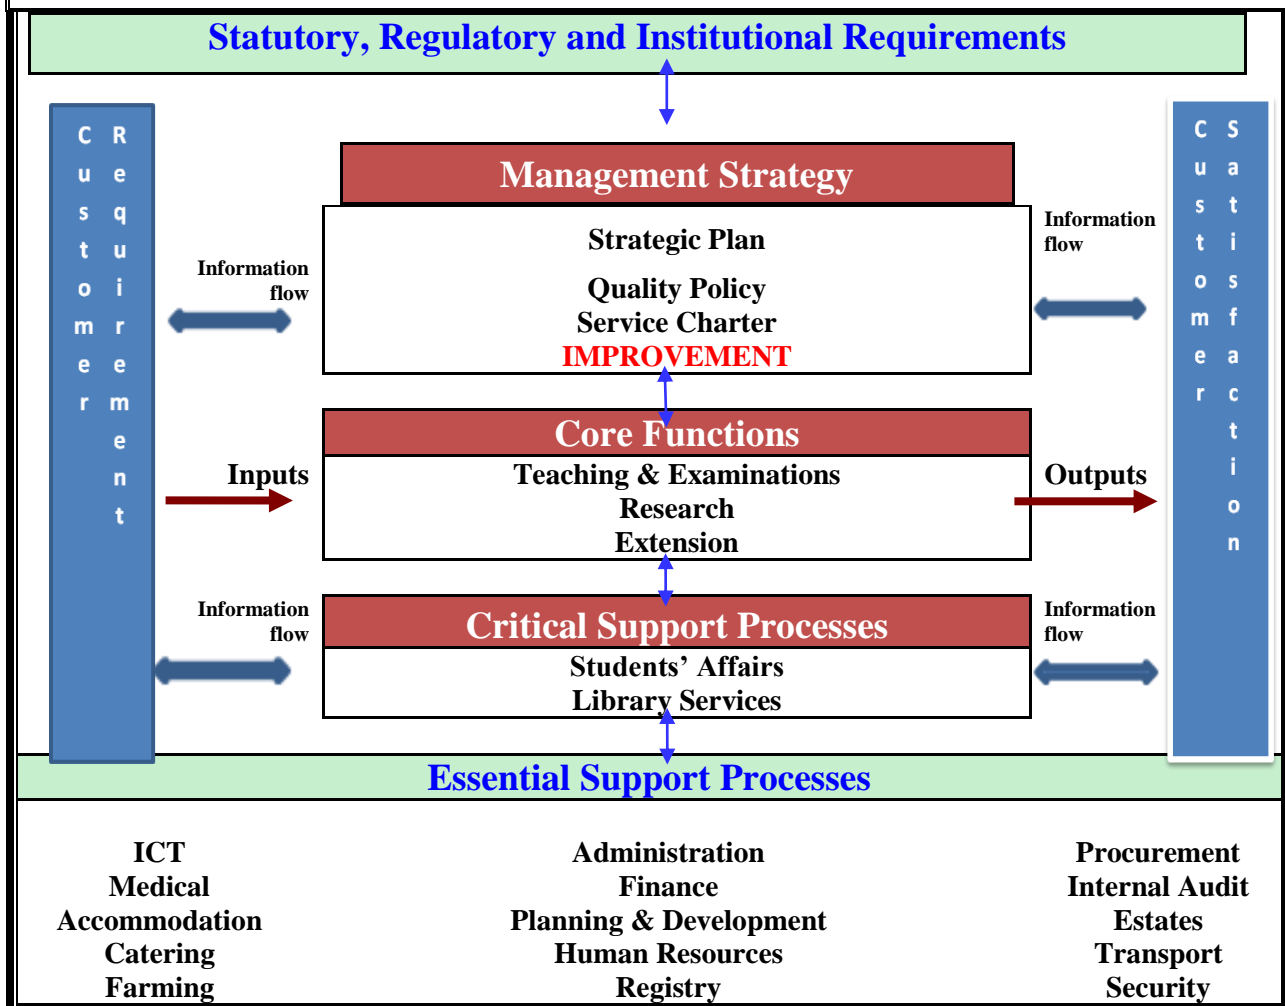 Statutory, Regulatory and Institutional Requirements
Customer
Requirement
Management Strategy
Strategic Plan
Quality Policy
Service Charter
IMPROVEMENT
Information
flow
Information
flow
Customer
Satisfaction
Core Functions
Inputs
Teaching & Examinations
Research
Extension
Outputs
Information
flow
Critical Support Processes
Students’ Affairs
Library Services
Information
flow
Essential Support Processes
ICT
Medical
Accommodation
Catering
Farming
Administration
Finance
Planning & Development
Human Resources
Registry
Procurement
Internal Audit
Estates
Transport
Security